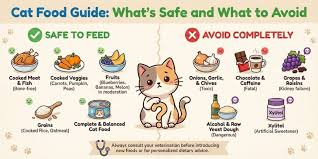 Cat Food Guide: What's Safe and What to Avoid
SAFE TO FEED
Cooked Meat &
Fish
(Bone-free)
Cooked Veggies
(Carrots, Pumpkin,
Peas)
Fruits
(Blueberries,
Bananas, Melon)
in moderation
Grains
(Cooked Rice, Oatmeal)
Complete & Balanced
Cat Food
AVOID COMPLETELY
Onions, Garlic,
& Chives
(Toxic)
Chocolate &
Caffeine
(Fatal)
Grapes &
Raisins
(Kidney failure)
Alcohol & Raw
Yeast Dough
(Dangerous)
Xylitol
Xylitol
(Artificial Sweetener)
Always consult your veterinarian before introducing
new foods or for personalized dietary advice.